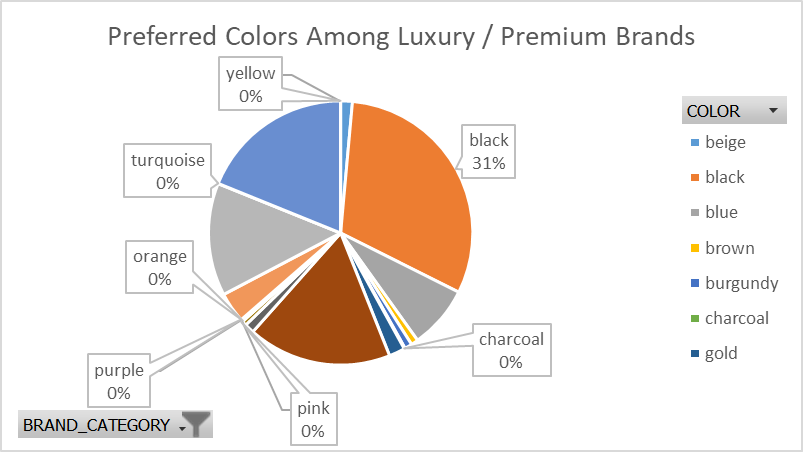 Preferred Colors Among Luxury / Premium Brands
yellow
0%
black
31%
turquoise
0%
orange
0%
purple
0%
pink
0%
charcoal
0%
COLOR
beige
black
blue
brown
burgundy
charcoal
gold
BRAND_CATEGORY